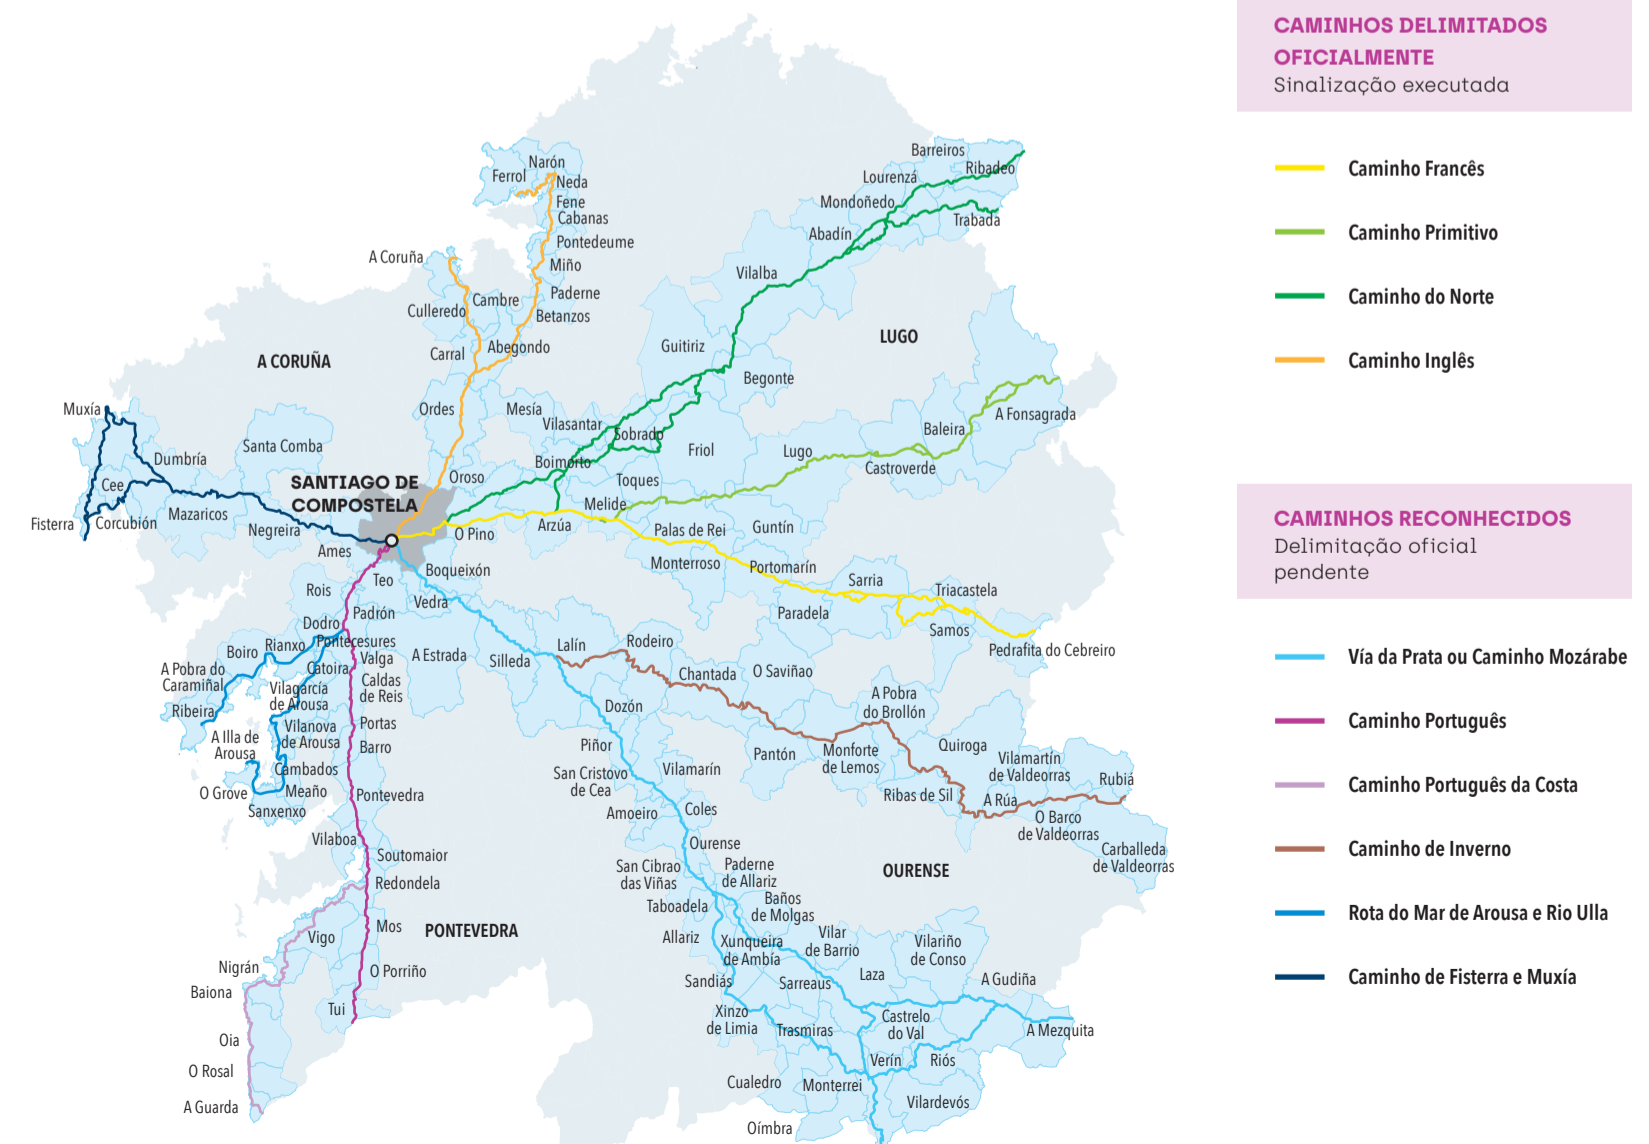 CAMINHOS DELIMITADOS
OFICIALMENTE
Sinalização executada
Caminho Francês
Caminho Primitivo
Caminho do Norte
Caminho Inglês
CAMINHOS RECONHECIDOS
Delimitação oficial
pendente
Vía da Prata ou Caminho Mozárabe
Caminho Português
Caminho Português da Costa
Caminho de Inverno
Rota do Mar de Arousa e Rio Ulla
Caminho de Fisterra e Muxía
Narón
Ferrol
Neda
Fene
Cabanas
Pontedeume
Miño
Paderne
Betanzos
A Coruña
Cambre
Culleredo
Carral
Abegondo
Barreiros
Ribadeo
Lourenzá
Mondoñedo
Trabada
Abadín
Vilalba
Guitiriz
LUGO
Begonte
A CORUÑA
Ordes
Mesía
Vilasantar
Sobrado
Boimorto
Friol
Lugo
Baleira
A Fonsagrada
Castroverde
Muxía
Dumbría
Santa Comba
Cee
SANTIAGO DE
COMPOSTELA
Oroso
Toques
Melide
Fisterra
Corcubión
Mazaricos
Negreira
Ames
O Pino
Arzúa
Palas de Rei
Guntín
Monterroso
Portomarín
Sarria
Triacastela
Paradela
Samos
Pedrafita do Cebreiro
Teo
Boqueixón
Vedra
Rois
Padrón
Dodro
Pontecesures
Rianxo
Boiro
Valga
Catoira
A Estrada
Silleda
Lalín
Rodeiro
Chantada
O Saviñao
A Pobra do
Caramiñal
Ribeira
Caldas
de Reis
Vilagarcía
de Arousa
Portas
Vilanova
de Arousa
A Illa de
Arousa
Barro
Cambados
O Grove
Meaño
Sanxenxo
Pontevedra
Dozón
A Pobra
do Brollón
Piñor
Pantón
Monforte
de Lemos
Quiroga
San Cristovo
de Cea
Vilamarín
Vilamartín
de Valdeorras
Rubiá
Ribas de Sil
A Rúa
O Barco
de Valdeorras
Carballeda
de Valdeorras
Amoeiro
Coles
Vilaboa
Soutomaior
Redondela
Ourense
OURENSE
San Cibrao
das Viñas
Paderne
de Allariz
Baños
de Molgas
Taboadela
Mos
PONTEVEDRA
Vigo
Allariz
Xunqueira
de Ambía
Vilar
de Barrio
Vilariño
de Conso
Nigrán
Baiona
O Porriño
Tui
Sandiás
Sarreaus
Laza
A Gudiña
Xinzo
de Limia
Trasmiras
Castrelo
do Val
A Mezquita
Oia
O Rosal
A Guarda
Verín
Riós
Cualedro
Monterrei
Vilardevós
Oímbra